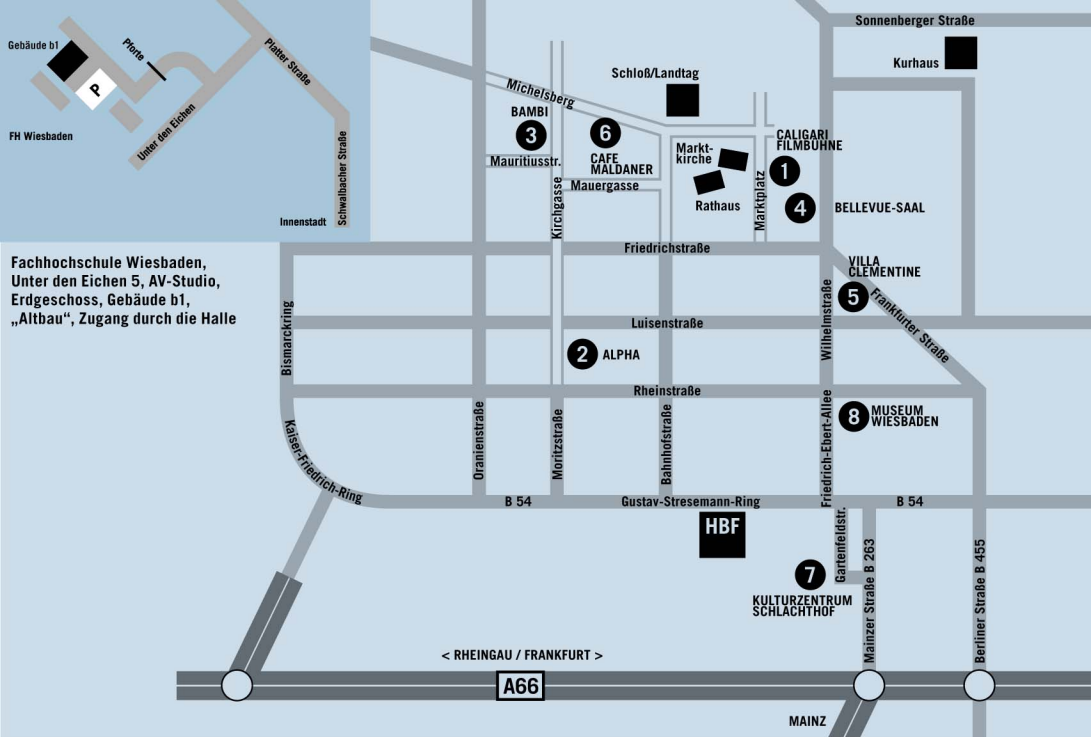 Gebäude b1
Pforte
P
Platter Straße
FH Wiesbaden
Unter den Eichen
Schwalbacher Straße
Innenstadt
Fachhochschule Wiesbaden,
Unter den Eichen 5, AV-Studio,
Erdgeschoss, Gebäude b1,
„Altbau“, Zugang durch die Halle
Sonnenberger Straße
Kurhaus
Schloß/Landtag
Michelsberg
BAMBI
3
Mauritiusstr.
6
CAFE
MALDANER
Mauergasse
Kirchgasse
Markt-
kirche
Rathaus
Marktplatz
CALIGARI
FILMBÜHNE
1
4
BELLEVUE-SAAL
Friedrichstraße
VILLA
CLEMENTINE
5
Frankfurter Straße
Wilhelmstraße
Luisenstraße
Bismarckring
2
ALPHA
Rheinstraße
8
MUSEUM
WIESBADEN
Kaiser-Friedrich-Ring
Oranienstraße
Moritzstraße
Bahnhofstraße
Friedrich-Ebert-Allee
B 54
Gustav-Stresemann-Ring
B 54
HBF
Gartenfeldstr.
7
KULTURZENTRUM
SCHLACHTHOF
Mainzer Straße B 263
Berliner Straße B 455
< RHEINGAU / FRANKFURT >
A66
MAINZ